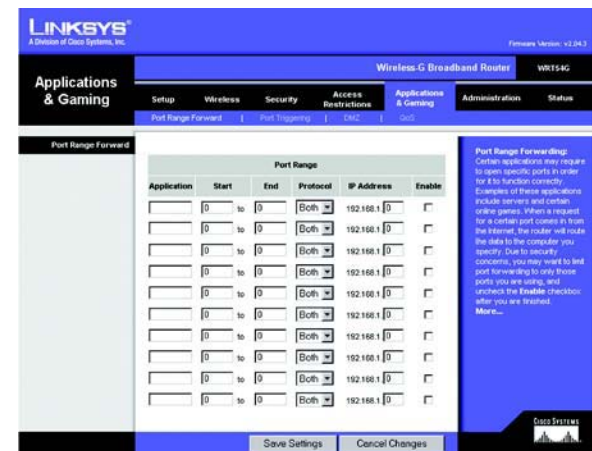 LINKSYS®
A Division of Cisco Systems, Inc.
Firmware Version: v2.04.3
Wireless-G Broadband Router WRT54G
Applications & Gaming
Setup Wireless Security Access Restrictions Applications & Gaming Administration Status
Port Range Forward | Port Triggering | DMZ | QoS
Port Range Forward
Port Range
Application Start End Protocol IP Address Enable
0 to 0 Both 192.168.1.0
0 to 0 Both 192.168.1.0
0 to 0 Both 192.168.1.0
0 to 0 Both 192.168.1.0
0 to 0 Both 192.168.1.0
0 to 0 Both 192.168.1.0
0 to 0 Both 192.168.1.0
0 to 0 Both 192.168.1.0
0 to 0 Both 192.168.1.0
0 to 0 Both 192.168.1.0
Port Range Forwarding:
Certain applications may require
to open specific ports in order
for it to function correctly.
Examples of these applications
include servers and certain
online games. When a request
for a certain port comes in from
the Internet, the router will route
the data to the computer you
specify. Due to security
concerns, you may want to limit
port forwarding to only those
ports you are using, and
uncheck the Enable checkbox
after you are finished.
More...
Save Settings Cancel Changes
CISCO SYSTEMS